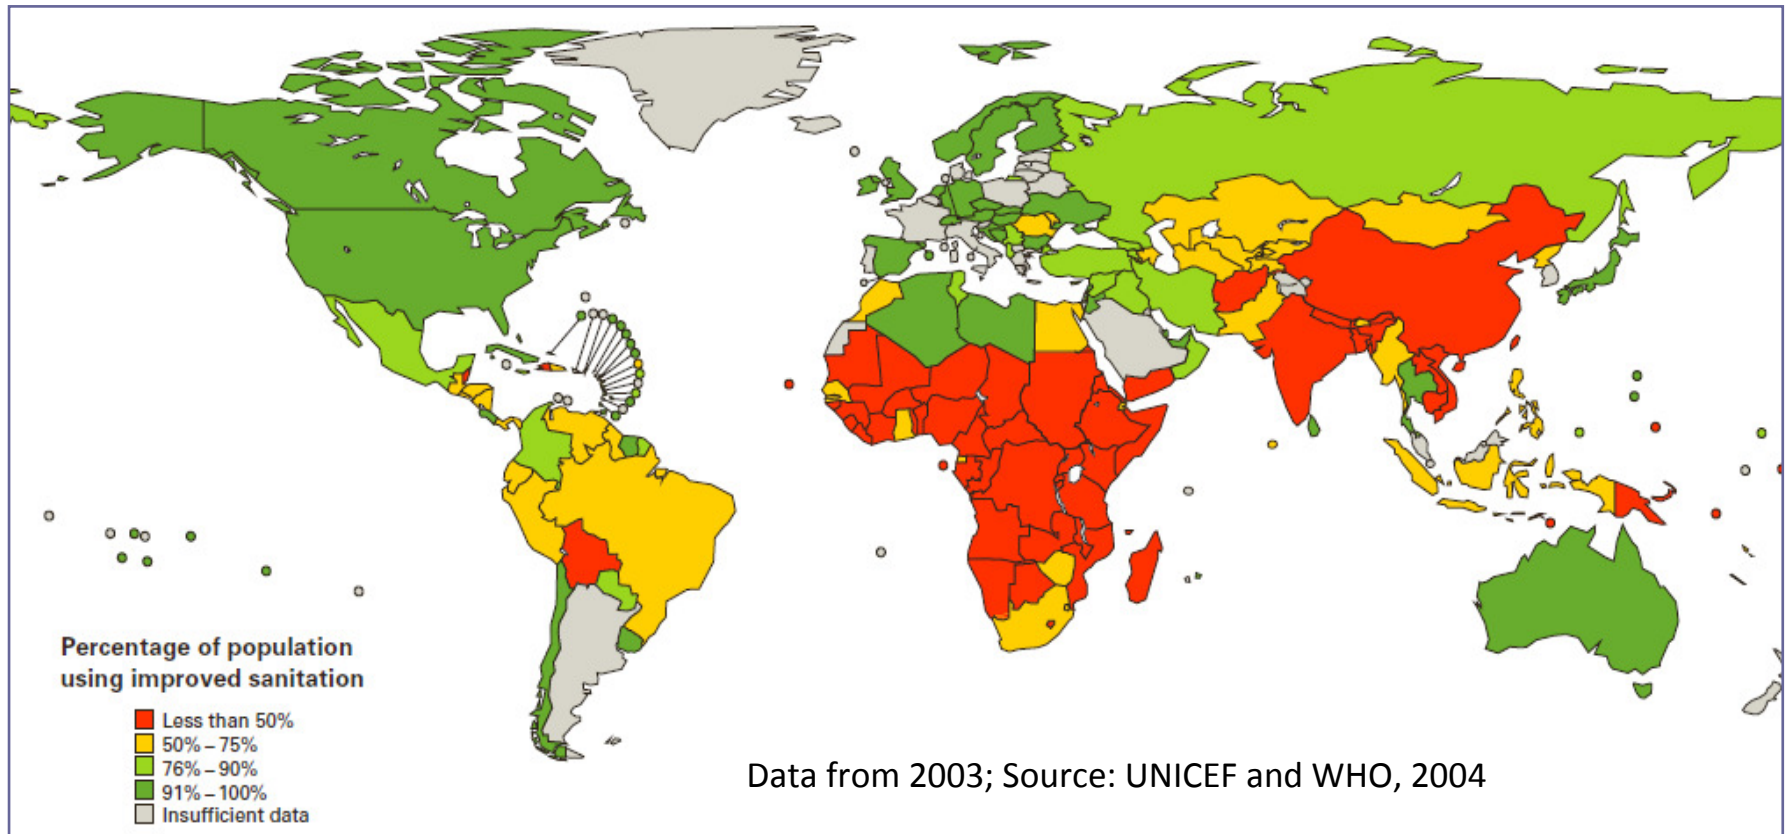 Percentage of population
using improved sanitation
Less than 50%
50% – 75%
76% – 90%
91% – 100%
Insufficient data
Data from 2003; Source: UNICEF and WHO, 2004